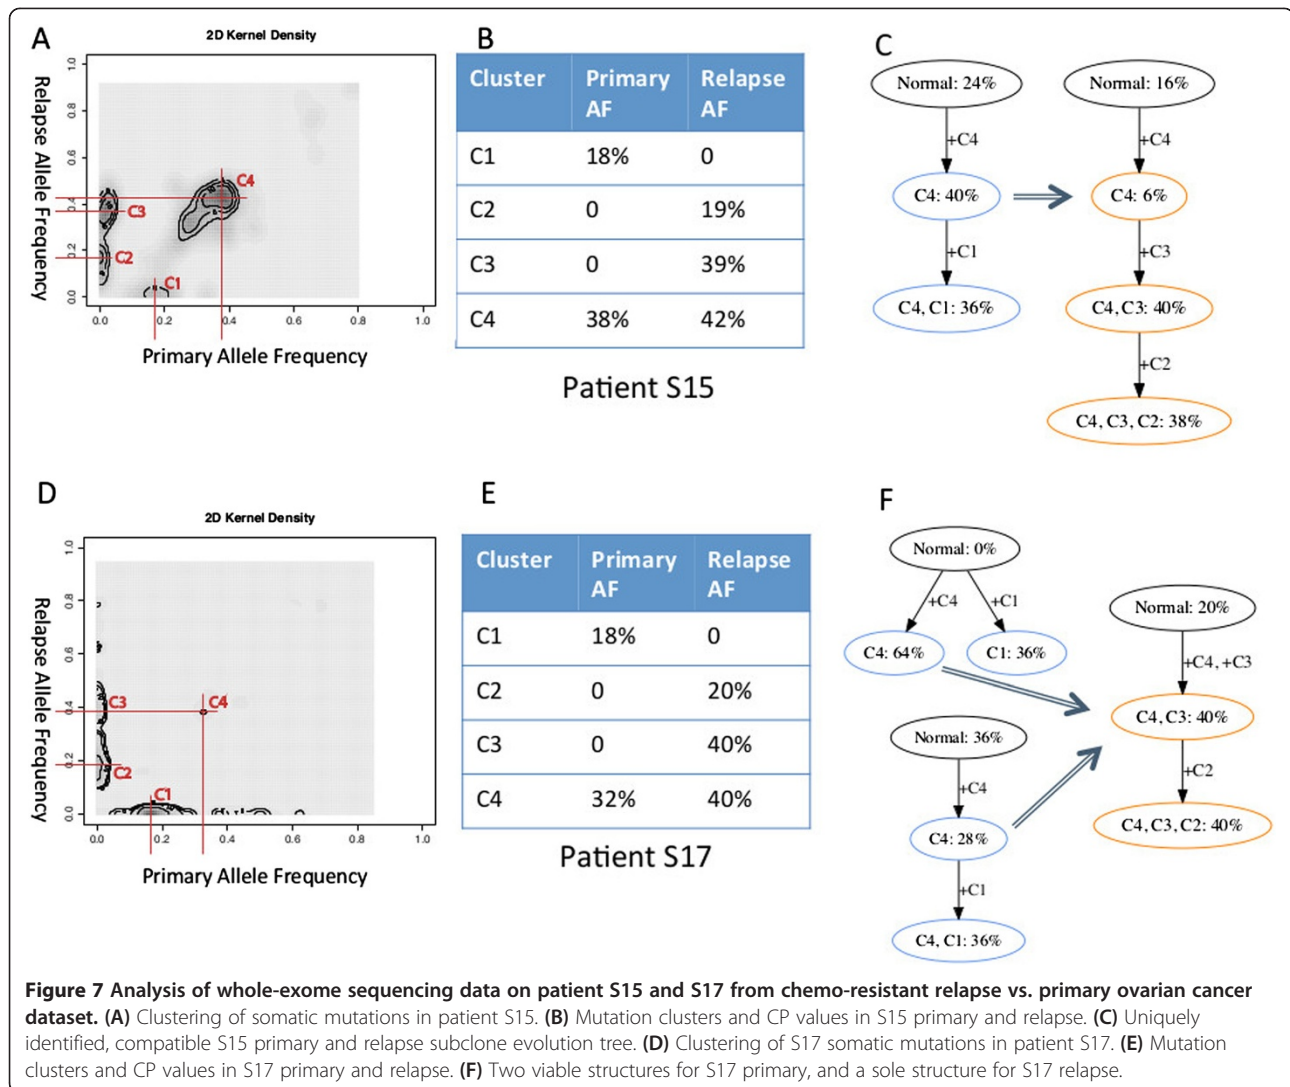 A
2D Kernel Density
Relapse Allele Frequency
1.0
0.8
0.6
0.4
0.2
0.0
C4
C3
C2
C1
0.0 0.2 0.4 0.6 0.8 1.0
Primary Allele Frequency
B
Cluster Primary AF Relapse AF
C1 18% 0
C2 0 19%
C3 0 39%
C4 38% 42%
Patient S15
C
Normal: 24%
+C4
C4: 40%
+C1
C4, C1: 36%
Normal: 16%
+C4
C4: 6%
+C3
C4, C3: 40%
+C2
C4, C3, C2: 38%
D
2D Kernel Density
Relapse Allele Frequency
1.0
0.8
0.6
0.4
0.2
0.0
C3
C4
C2
C1
0.0 0.2 0.4 0.6 0.8 1.0
Primary Allele Frequency
E
Cluster Primary AF Relapse AF
C1 18% 0
C2 0 20%
C3 0 40%
C4 32% 40%
Patient S17
F
Normal: 0%
+C4 +C1
C4: 64% C1: 36%
Normal: 36%
+C4
C4: 28%
+C1
C4, C1: 36%
Normal: 20%
+C4, +C3
C4, C3: 40%
+C2
C4, C3, C2: 40%
Figure 7 Analysis of whole-exome sequencing data on patient S15 and S17 from chemo-resistant relapse vs. primary ovarian cancer
dataset. (A) Clustering of somatic mutations in patient S15. (B) Mutation clusters and CP values in S15 primary and relapse. (C) Uniquely
identified, compatible S15 primary and relapse subclone evolution tree. (D) Clustering of S17 somatic mutations in patient S17. (E) Mutation
clusters and CP values in S17 primary and relapse. (F) Two viable structures for S17 primary, and a sole structure for S17 relapse.